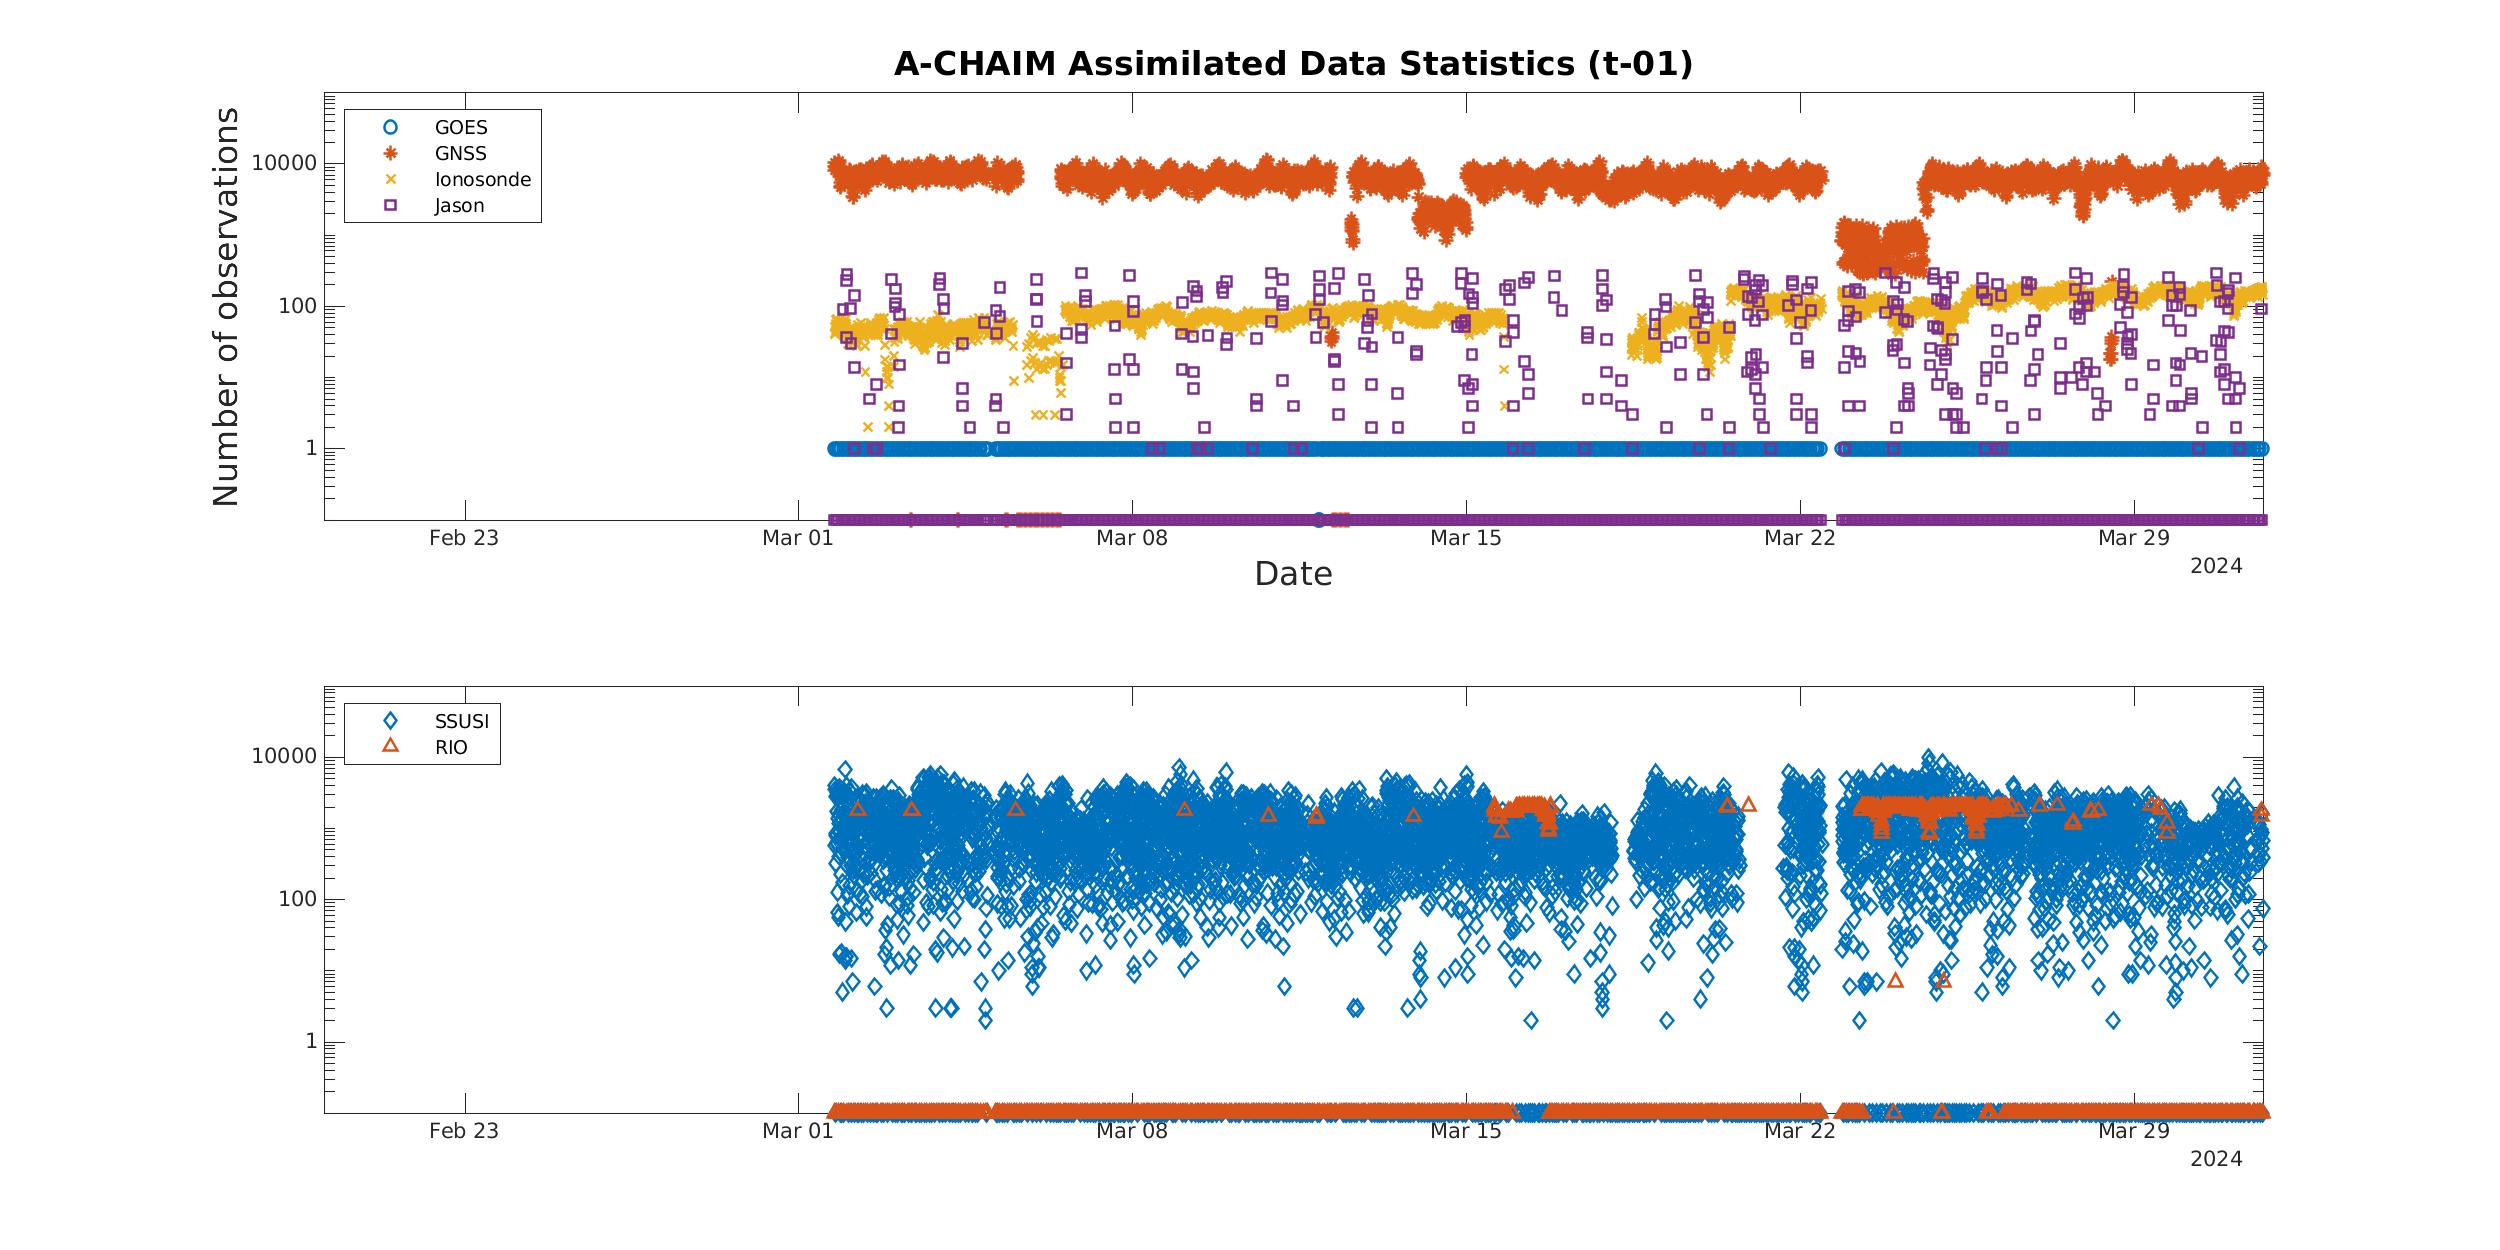 A-CHAIM Assimilated Data Statistics (t-01)
Number of observations
10000
100
1
GOES
GNSS
Ionosonde
Jason
Feb 23
Mar 01
Mar 08
Mar 15
Mar 22
Mar 29
2024
Date
10000
100
1
SSUSI
RIO
Feb 23
Mar 01
Mar 08
Mar 15
Mar 22
Mar 29
2024